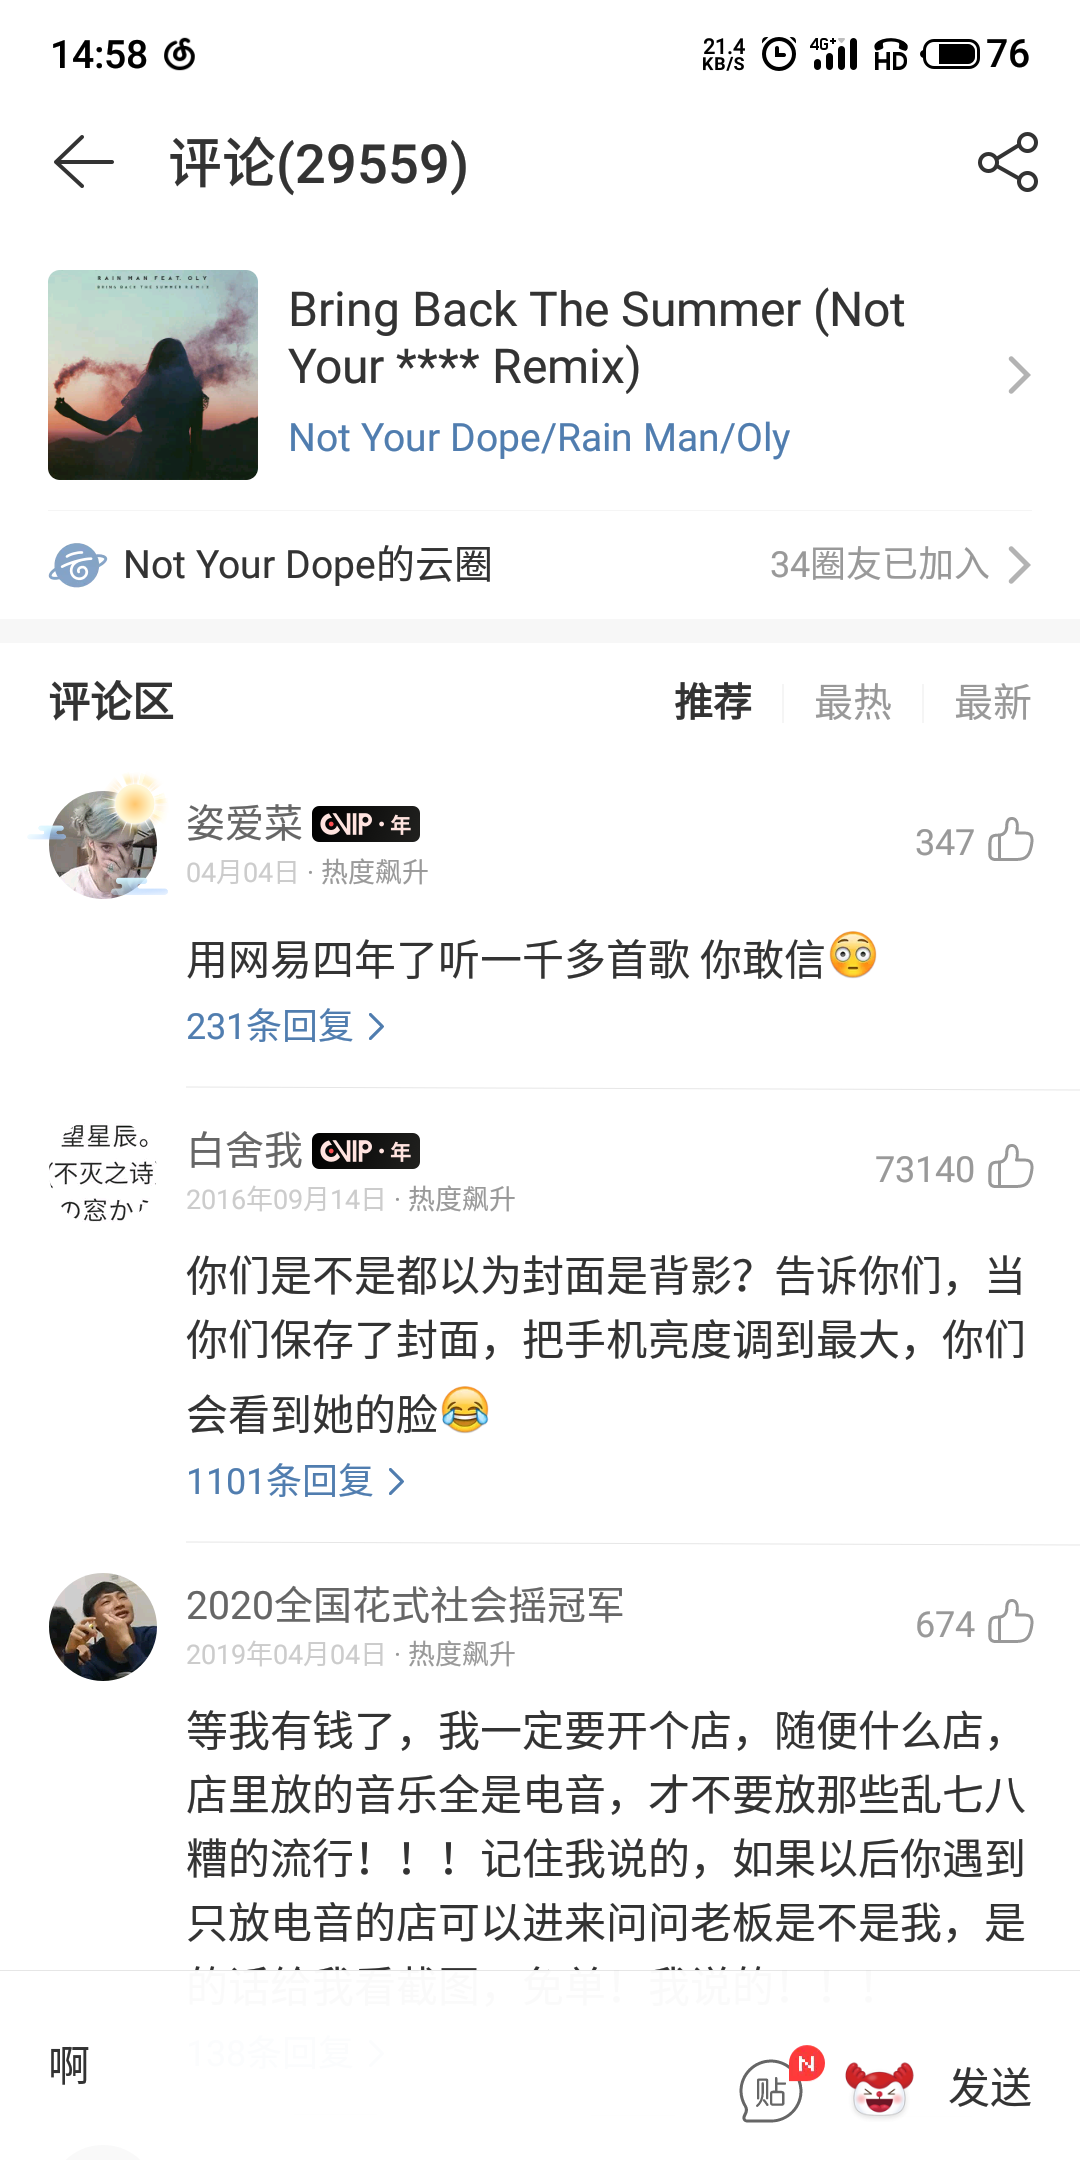 14:58
21.4
KB/S
4G+
HD
76
评论(29559)
RAIN MAN FEAT. OLY
BRING BACK THE SUMMER REMIX
Bring Back The Summer (Not
Your **** Remix)
Not Your Dope/Rain Man/Oly
Not Your Dope的云圈
34圈友已加入
评论区
推荐
最热
最新
姿爱菜
VIP·年
04月04日 · 热度飙升
347
用网易四年了听一千多首歌 你敢信😳
231条回复
望星辰。
(不灭之诗
の窓から
白舍我
VIP·年
2016年09月14日 · 热度飙升
73140
你们是不是都以为封面是背影？告诉你们，当
你们保存了封面，把手机亮度调到最大，你们
会看到她的脸😂
1101条回复
2020全国花式社会摇冠军
2019年04月04日 · 热度飙升
674
等我有钱了，我一定要开个店，随便什么店，
店里放的音乐全是电音，才不要放那些乱七八
糟的流行！！！记住我说的，如果以后你遇到
只放电音的店可以进来问问老板是不是我，是
的话给我看截图，免单！我说的！！！
138条回复
啊
贴
N
发送